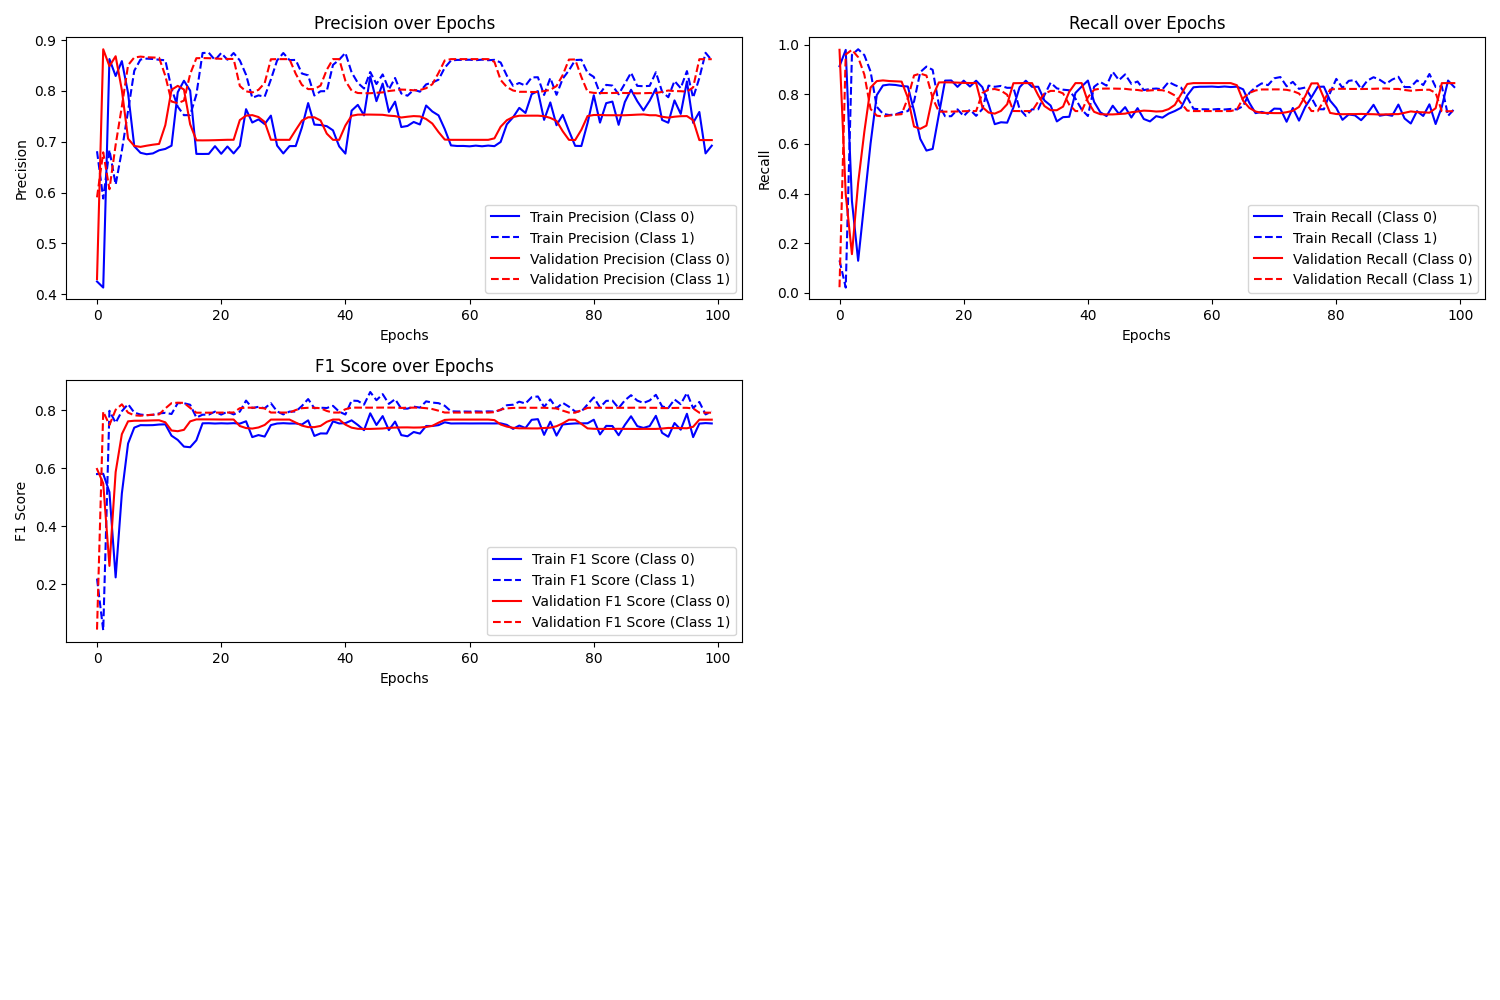 Precision over Epochs
Precision
0.9
0.8
0.7
0.6
0.5
0.4
0
20
40
60
80
100
Epochs
Train Precision (Class 0)
Train Precision (Class 1)
Validation Precision (Class 0)
Validation Precision (Class 1)
Recall over Epochs
Recall
1.0
0.8
0.6
0.4
0.2
0.0
0
20
40
60
80
100
Epochs
Train Recall (Class 0)
Train Recall (Class 1)
Validation Recall (Class 0)
Validation Recall (Class 1)
F1 Score over Epochs
F1 Score
0.8
0.6
0.4
0.2
0
20
40
60
80
100
Epochs
Train F1 Score (Class 0)
Train F1 Score (Class 1)
Validation F1 Score (Class 0)
Validation F1 Score (Class 1)